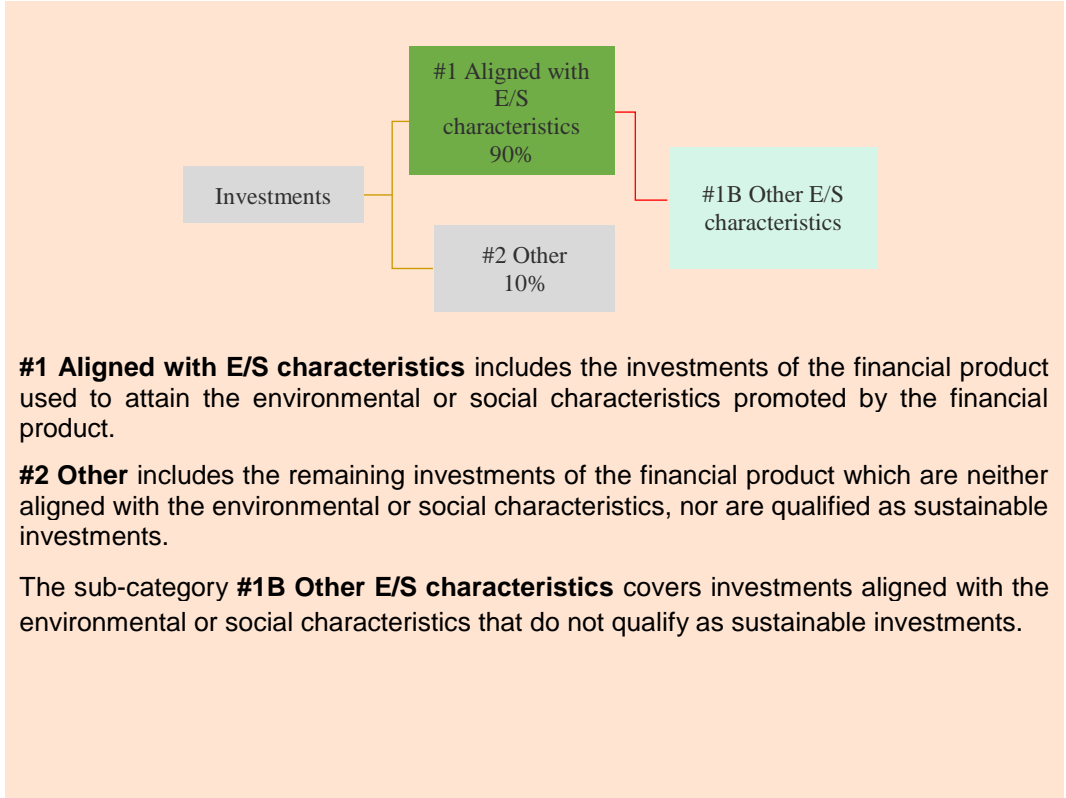 #1 Aligned with
E/S
characteristics
90%
Investments
#1B Other E/S
characteristics
#2 Other
10%
#1 Aligned with E/S characteristics includes the investments of the financial product
used to attain the environmental or social characteristics promoted by the financial
product.
#2 Other includes the remaining investments of the financial product which are neither
aligned with the environmental or social characteristics, nor are qualified as sustainable
investments.
The sub-category #1B Other E/S characteristics covers investments aligned with the
environmental or social characteristics that do not qualify as sustainable investments.